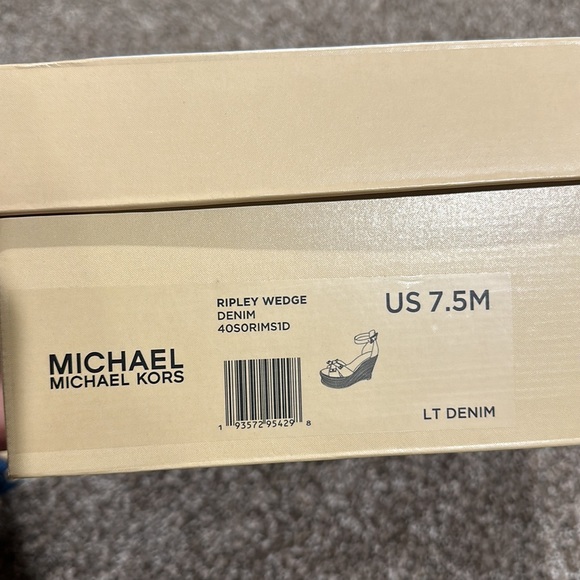 RIPLEY WEDGE
DENIM
40S0RIMS1D
US 7.5M
MICHAEL
MICHAEL KORS
1 93572 95429 8
LT DENIM